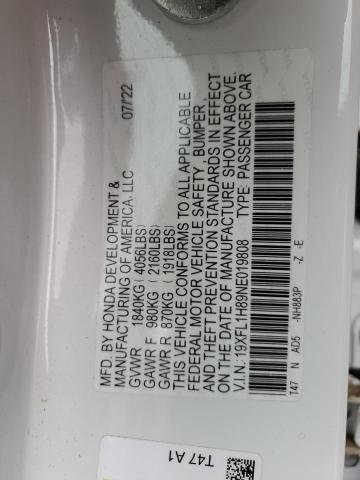 MFD. BY HONDA DEVELOPMENT &
MANUFACTURING OF AMERICA, LLC 07/22
GVWR 1840KG ( 4056LBS)
GAWR F 980KG ( 2160LBS)
GAWR R 870KG ( 1918LBS)
THIS VEHICLE CONFORMS TO ALL APPLICABLE
FEDERAL MOTOR VEHICLE SAFETY, BUMPER,
AND THEFT PREVENTION STANDARDS IN EFFECT
ON THE DATE OF MANUFACTURE SHOWN ABOVE.
V.I.N. 19XFL1H89NE019808 TYPE: PASSENGER CAR
T47 N AD5 -NH883P -Z -E
T47 A1